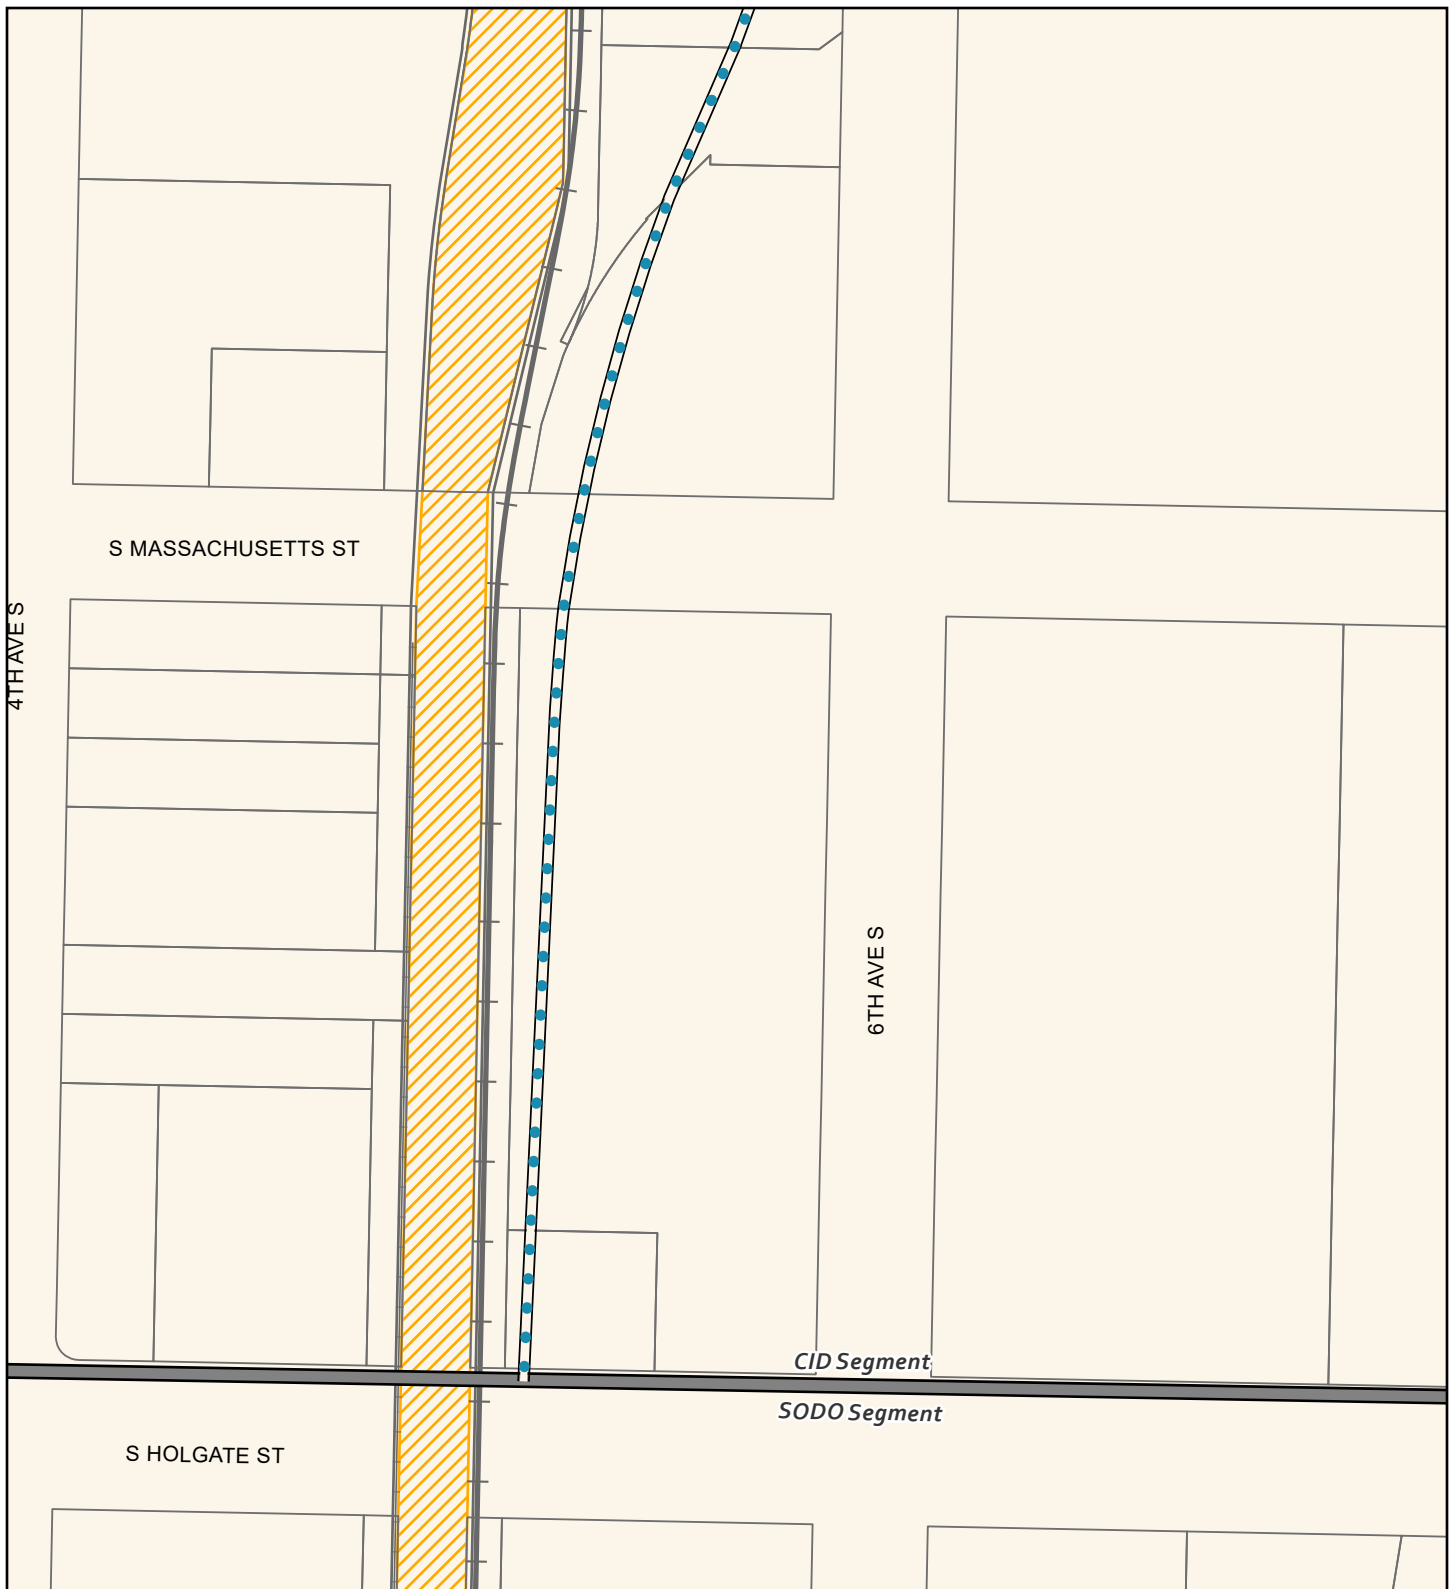 S MASSACHUSETTS ST
4TH AVE S
6TH AVE S
CID Segment
SODO Segment
S HOLGATE ST